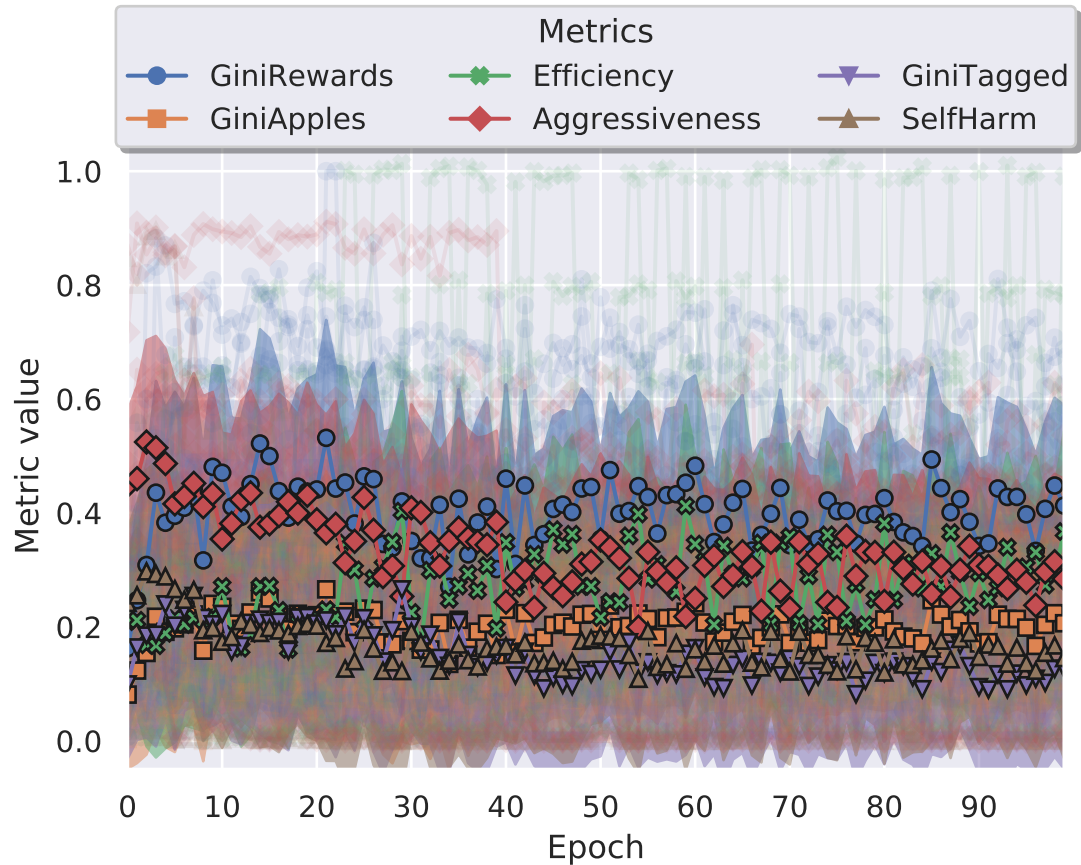 Metrics
GiniRewards Efficiency GiniTagged
GiniApples Aggressiveness SelfHarm
Metric value
1.0
0.8
0.6
0.4
0.2
0.0
0 10 20 30 40 50 60 70 80 90
Epoch